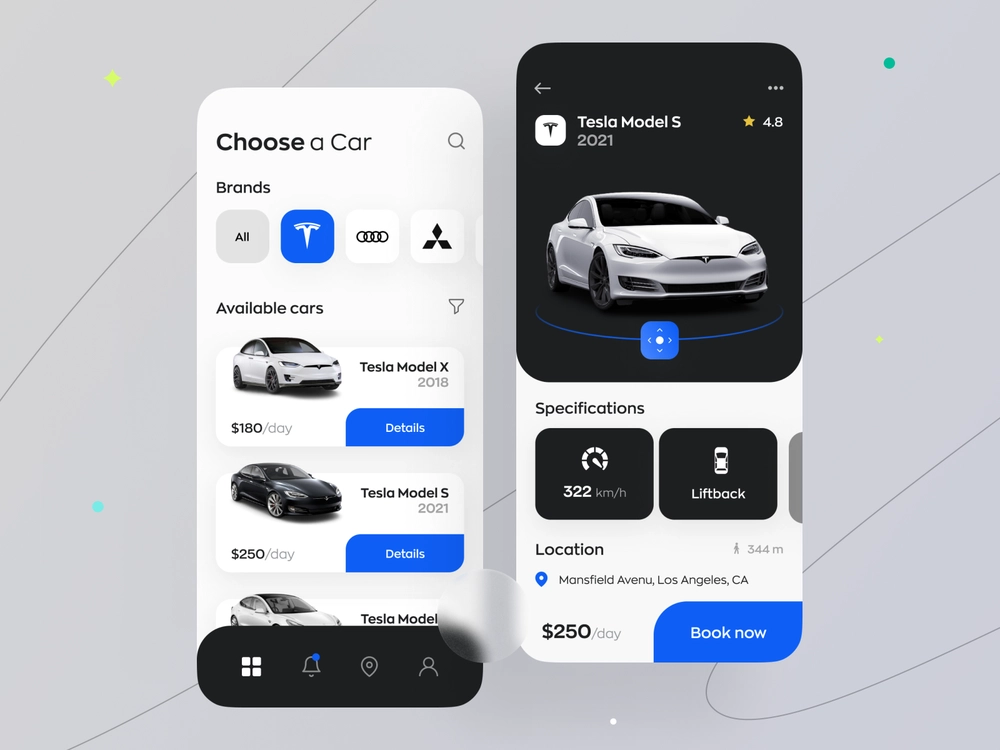 Choose a Car
Brands
All
Available cars
Tesla Model X
2018
$180/day
Details
Tesla Model S
2021
$250/day
Details
Tesla Model
Tesla Model S
2021
4.8
Specifications
322 km/h
Liftback
Location
344 m
Mansfield Avenu, Los Angeles, CA
$250/day
Book now